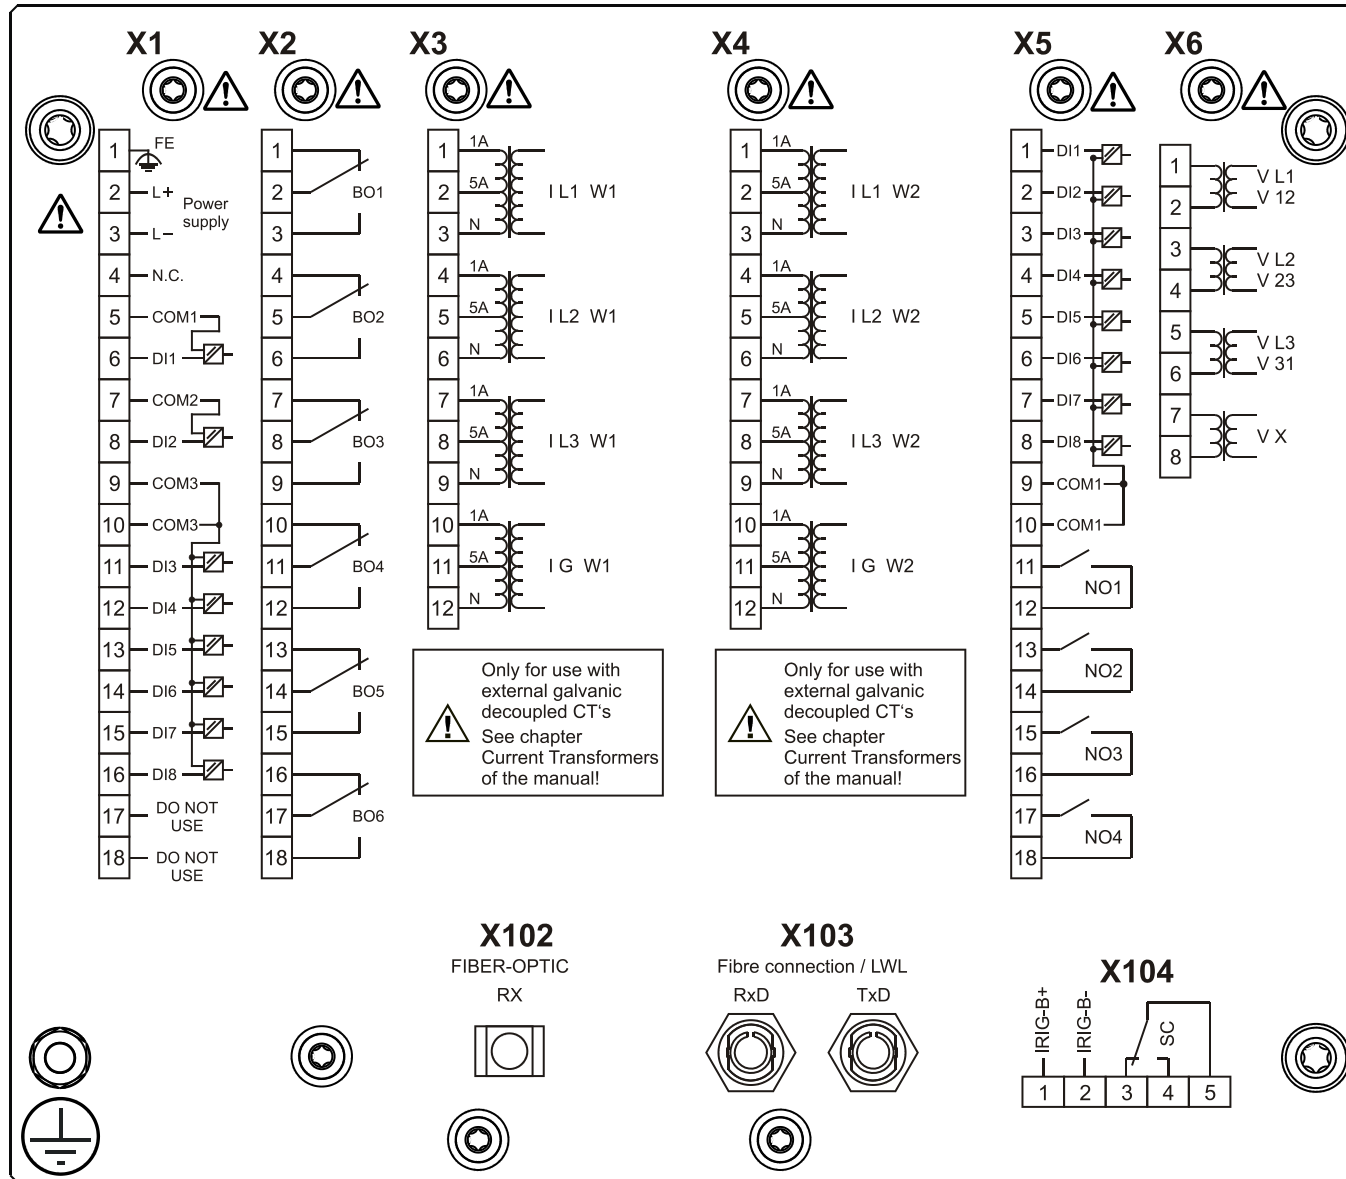 X1
X2
X3
X4
X5
X6
1 FE
2 L+
Power
supply
3 L−
4 N.C.
5 COM1
6 DI1
7 COM2
8 DI2
9 COM3
10 COM3
11 DI3
12 DI4
13 DI5
14 DI6
15 DI7
16 DI8
17 DO NOT
USE
18 DO NOT
USE
1
2 BO1
3
4
5 BO2
6
7
8 BO3
9
10
11 BO4
12
13
14 BO5
15
16
17 BO6
18
1 1A
2 5A I L1 W1
3 N
4 1A
5 5A I L2 W1
6 N
7 1A
8 5A I L3 W1
9 N
10 1A
11 5A I G W1
12 N
Only for use with
external galvanic
decoupled CT‘s
See chapter
Current Transformers
of the manual!
1 1A
2 5A I L1 W2
3 N
4 1A
5 5A I L2 W2
6 N
7 1A
8 5A I L3 W2
9 N
10 1A
11 5A I G W2
12 N
Only for use with
external galvanic
decoupled CT‘s
See chapter
Current Transformers
of the manual!
1 DI1
2 DI2
3 DI3
4 DI4
5 DI5
6 DI6
7 DI7
8 DI8
9 COM1
10 COM1
11
NO1
12
13
NO2
14
15
NO3
16
17
NO4
18
1 V L1
2 V 12
3 V L2
4 V 23
5 V L3
6 V 31
7
V X
8
X102
FIBER-OPTIC
RX
X103
Fibre connection / LWL
RxD TxD
X104
IRIG-B+
IRIG-B-
SC
1 2 3 4 5